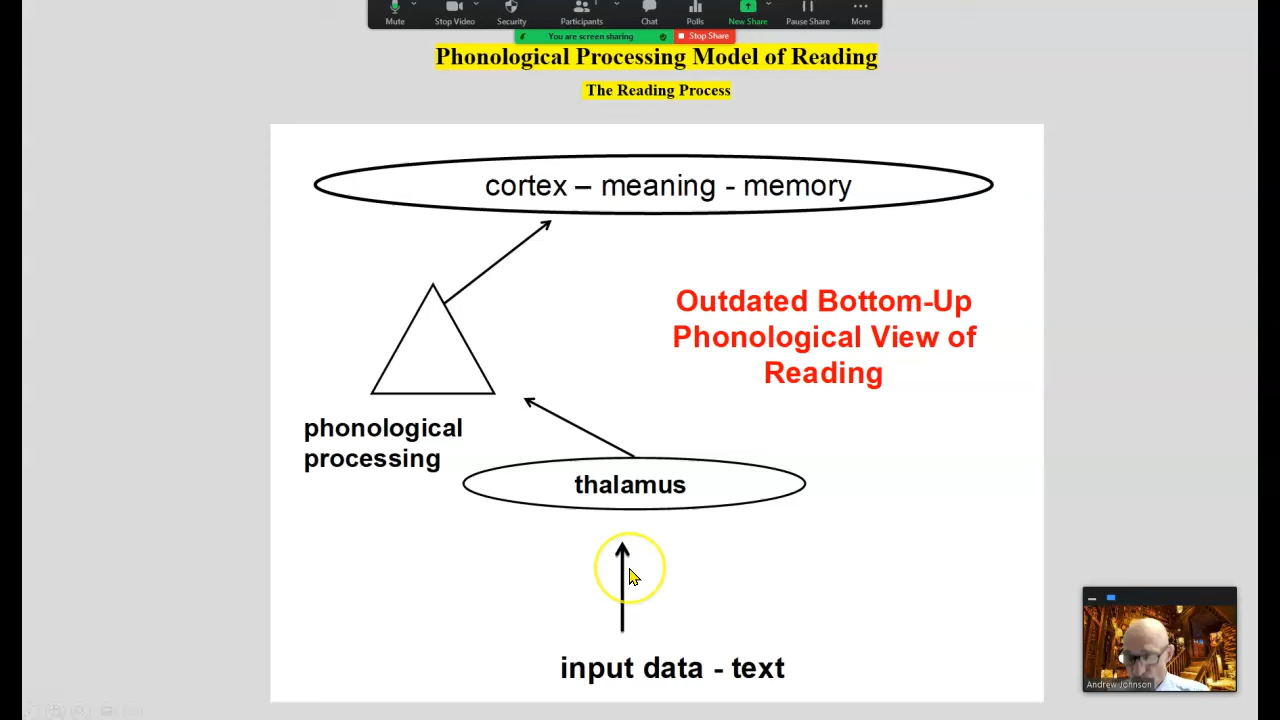 Mute
Stop Video
Security
Participants
1
Chat
Polls
New Share
Pause Share
More
You are screen sharing
Stop Share
Phonological Processing Model of Reading
The Reading Process
cortex – meaning - memory
Outdated Bottom-Up
Phonological View of
Reading
phonological
processing
thalamus
input data - text
Andrew Johnson